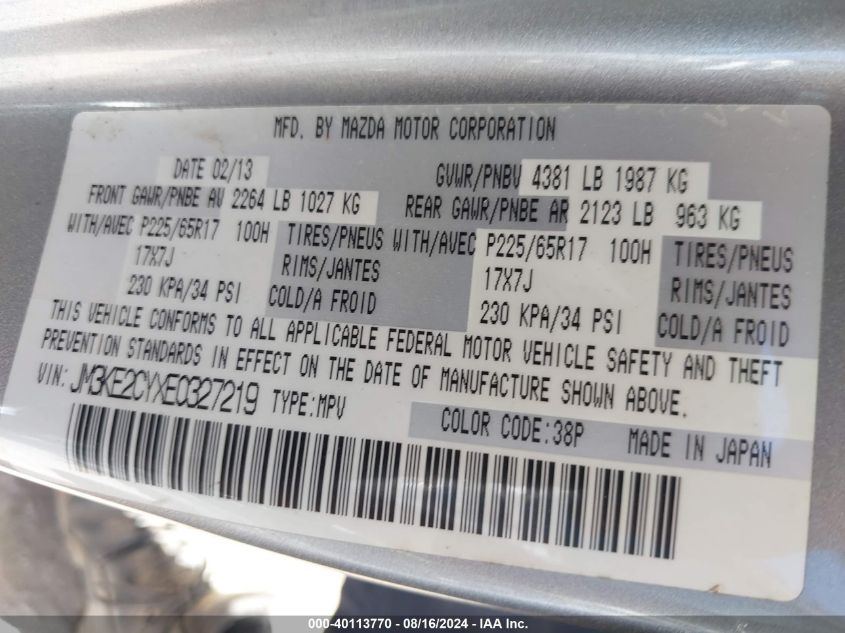 MFD. BY MAZDA MOTOR CORPORATION
DATE 02/13 GVWR/PNBV 4381 LB 1987 KG
FRONT GAWR/PNBE AV 2264 LB 1027 KG REAR GAWR/PNBE AR 2123 LB 963 KG
WITH/AVEC P225/65R17 100H TIRES/PNEUS WITH/AVEC P225/65R17 100H TIRES/PNEUS
17X7J RIMS/JANTES 17X7J RIMS/JANTES
230 KPA/34 PSI COLD/A FROID 230 KPA/34 PSI COLD/A FROID
THIS VEHICLE CONFORMS TO ALL APPLICABLE FEDERAL MOTOR VEHICLE SAFETY AND THEFT
PREVENTION STANDARDS IN EFFECT ON THE DATE OF MANUFACTURE SHOWN ABOVE.
VIN: JM3KE2CYXE0327219 TYPE:MPV COLOR CODE:38P MADE IN JAPAN
000-40113770 - 08/16/2024 - IAA Inc.